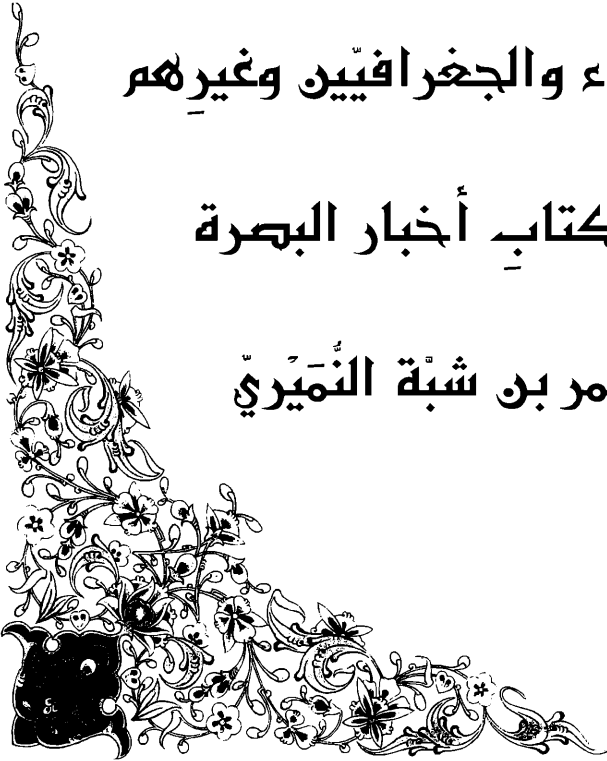 ء والجغرافيّين وغيرِهم
كتابِ أخبار البصرة
مر بن شبّة النُّمَيْريّ